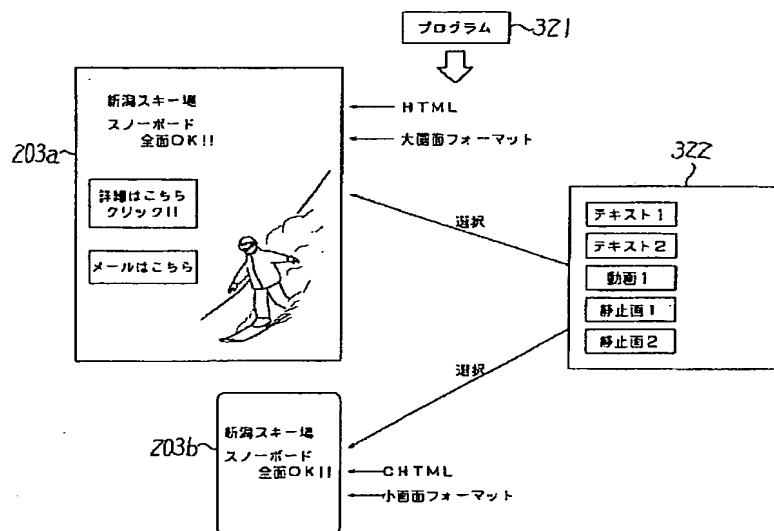 プログラム
321
新潟スキー場
スノーボード
全面OK!!
詳細はこちら
クリック!!
メールはこちら
203a
HTML
大画面フォーマット
選択
322
テキスト1
テキスト2
動画1
静止画1
静止画2
選択
新潟スキー場
スノーボード
全面OK!!
203b
CHTML
小画面フォーマット